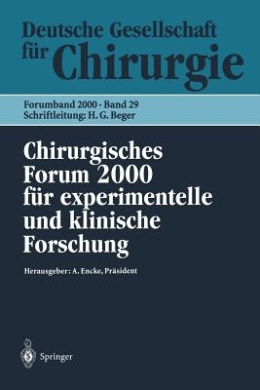 Deutsche Gesellschaft
für Chirurgie
Forumband 2000 · Band 29
Schriftleitung: H. G. Beger
Chirurgisches
Forum 2000
für experimentelle
und klinische
Forschung
Herausgeber: A. Encke, Präsident
Springer